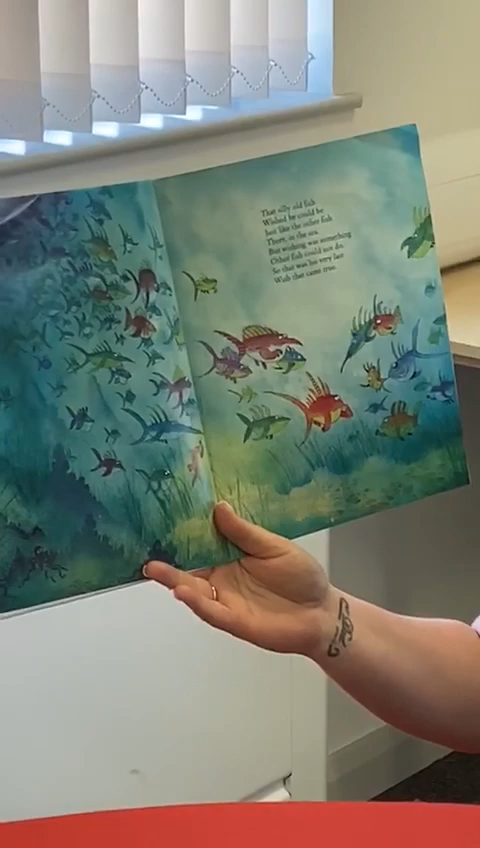 That silly old fish
Wished he could be
Just like the other fish
There, in the sea.
But wishing was something
Other fish could not do.
So that was his very last
Wish that came true.